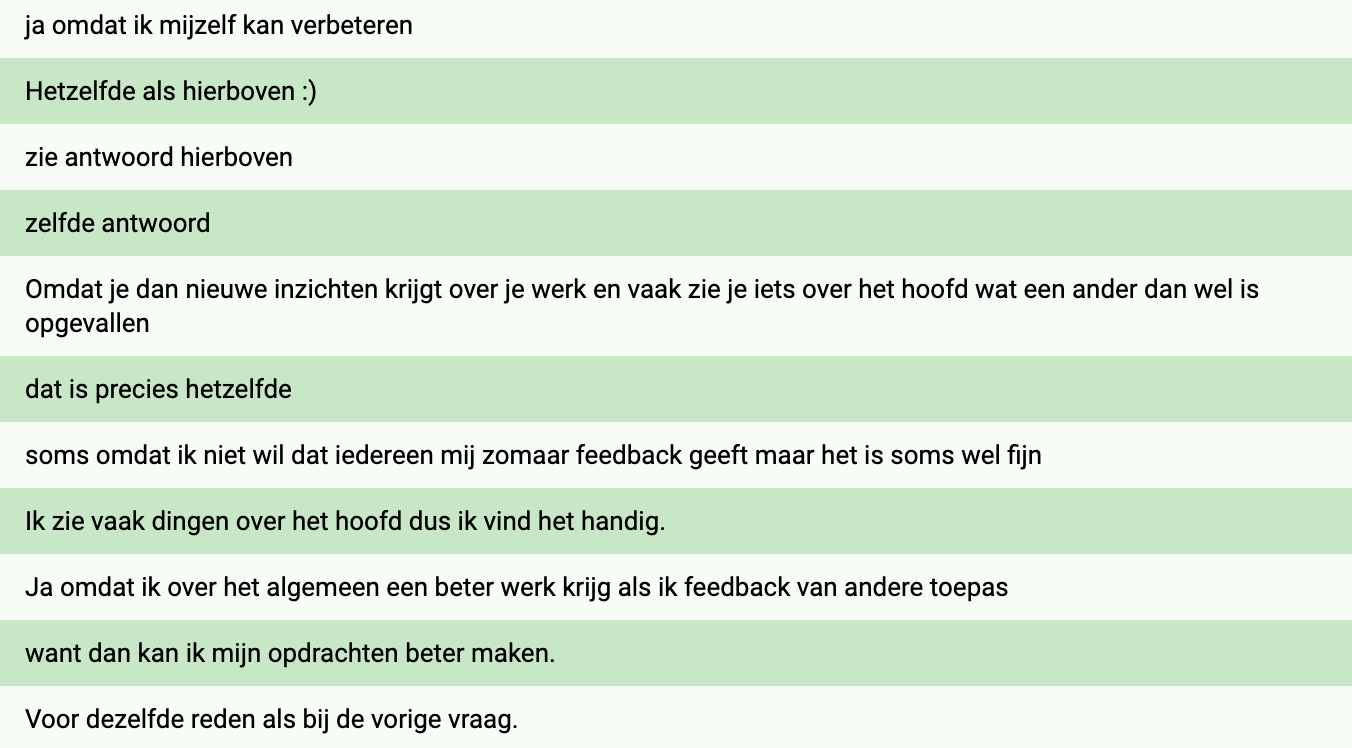 ja omdat ik mijzelf kan verbeteren
Hetzelfde als hierboven :)
zie antwoord hierboven
zelfde antwoord
Omdat je dan nieuwe inzichten krijgt over je werk en vaak zie je iets over het hoofd wat een ander dan wel is
opgevallen
dat is precies hetzelfde
soms omdat ik niet wil dat iedereen mij zomaar feedback geeft maar het is soms wel fijn
Ik zie vaak dingen over het hoofd dus ik vind het handig.
Ja omdat ik over het algemeen een beter werk krijg als ik feedback van andere toepas
want dan kan ik mijn opdrachten beter maken.
Voor dezelfde reden als bij de vorige vraag.